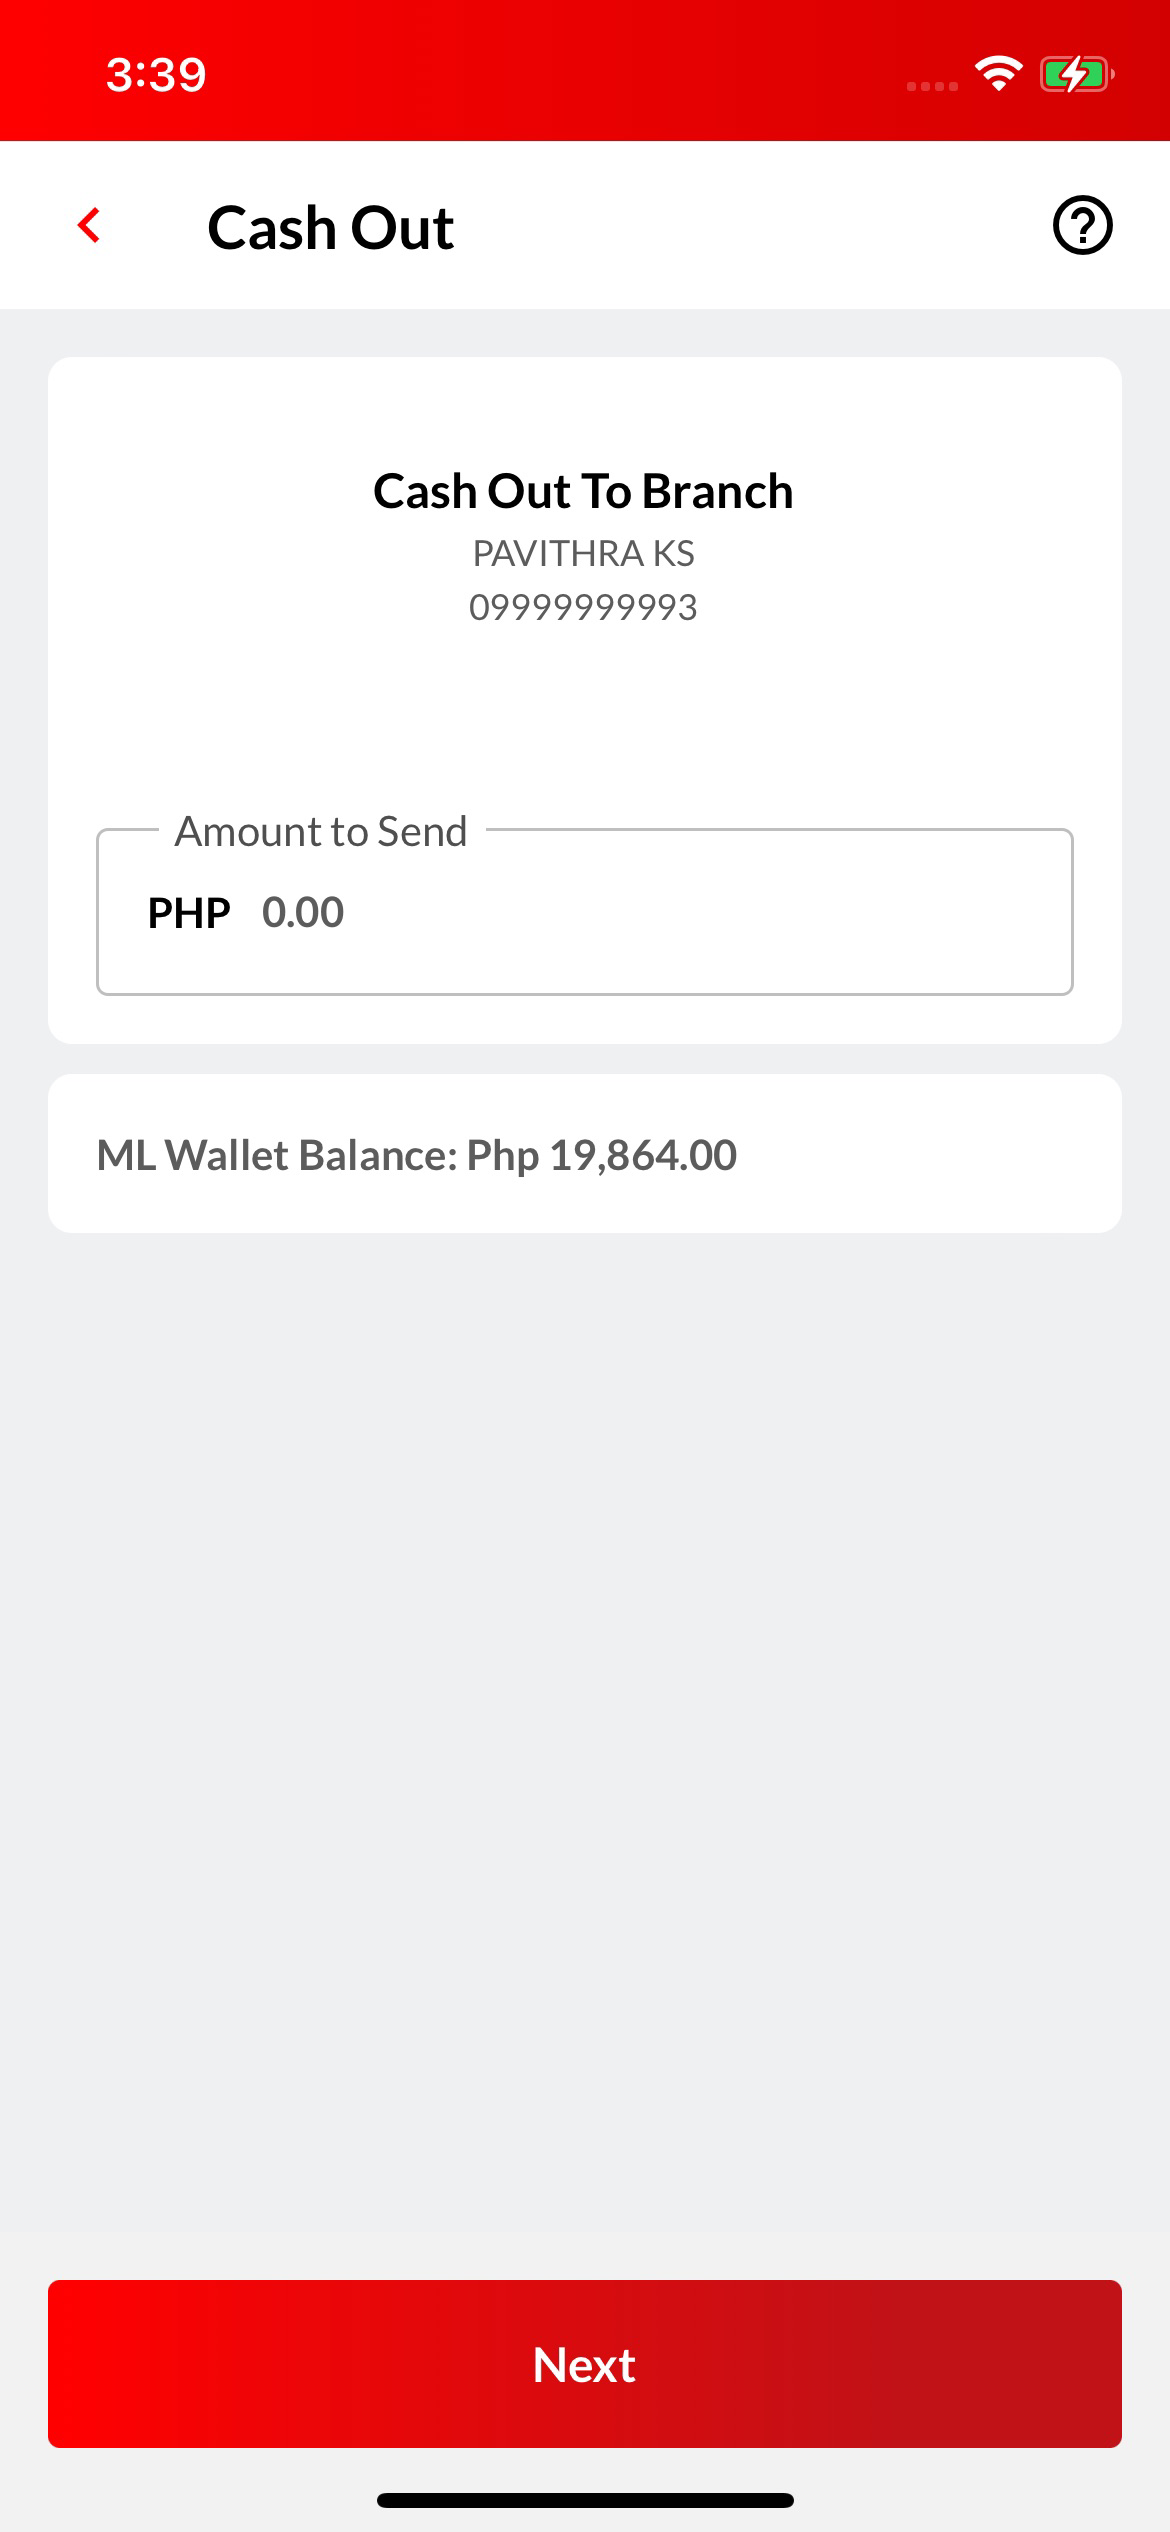 3:39
Cash Out
Cash Out To Branch
PAVITHRA KS
09999999993
Amount to Send
PHP 0.00
ML Wallet Balance: Php 19,864.00
Next